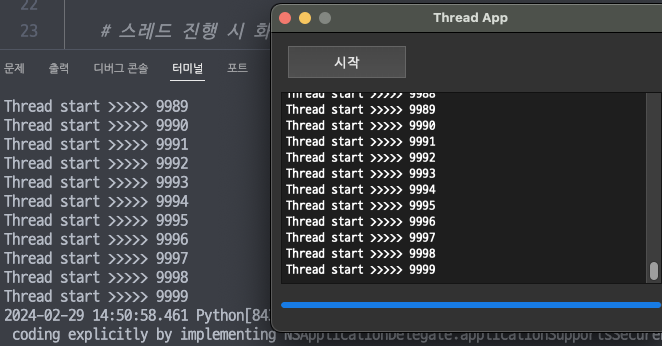 22
23 # 스레드 진행 시 화
문제 출력 디버그 콘솔 터미널 포트
Thread start >>>>> 9989
Thread start >>>>> 9990
Thread start >>>>> 9991
Thread start >>>>> 9992
Thread start >>>>> 9993
Thread start >>>>> 9994
Thread start >>>>> 9995
Thread start >>>>> 9996
Thread start >>>>> 9997
Thread start >>>>> 9998
Thread start >>>>> 9999
2024-02-29 14:50:58.461 Python[84
coding explicitly by implementing NSApplicationDelegate.applicationSupportsSecure
Thread App
시작
Thread start >>>>> 9988
Thread start >>>>> 9989
Thread start >>>>> 9990
Thread start >>>>> 9991
Thread start >>>>> 9992
Thread start >>>>> 9993
Thread start >>>>> 9994
Thread start >>>>> 9995
Thread start >>>>> 9996
Thread start >>>>> 9997
Thread start >>>>> 9998
Thread start >>>>> 9999